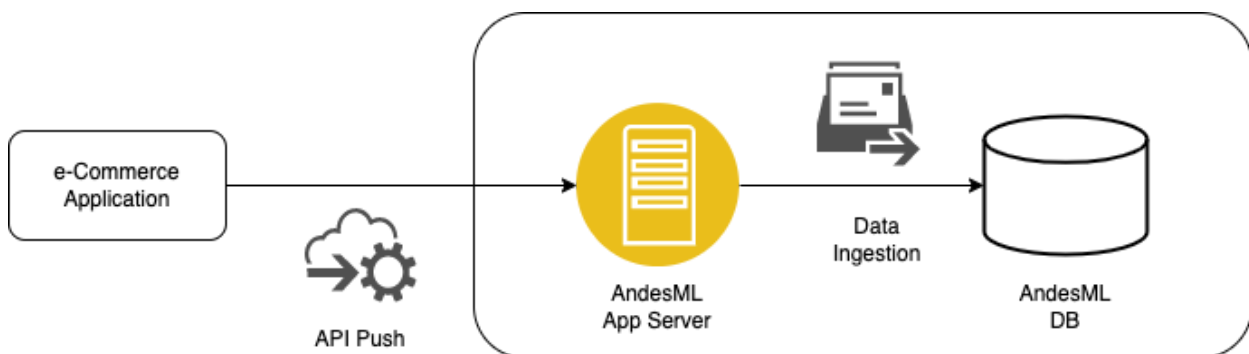 e-Commerce
Application
API Push
AndesML
App Server
Data
Ingestion
AndesML
DB